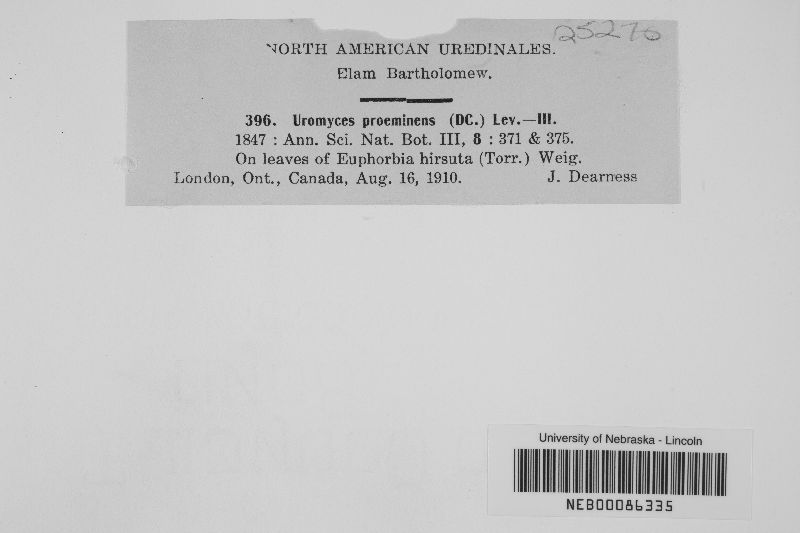 25276
NORTH AMERICAN UREDINALES.
Elam Bartholomew.
396. Uromyces proeminens (DC.) Lev.—III.
1847 : Ann. Sci. Nat. Bot. III, 8 : 371 & 375.
On leaves of Euphorbia hirsuta (Torr.) Weig.
London, Ont., Canada, Aug. 16, 1910. J. Dearness
University of Nebraska - Lincoln
NEB00086335